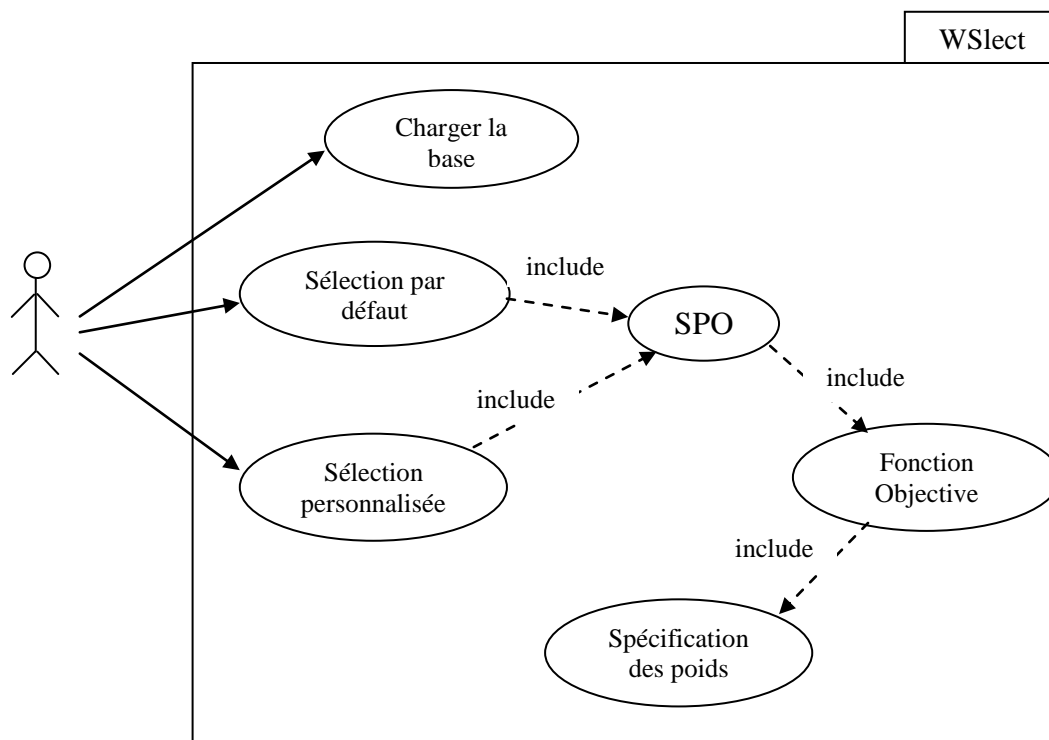 WSlect
Charger la
base
Sélection par
défaut
include
SPO
include
include
Sélection
personnalisée
Fonction
Objective
include
Spécification
des poids